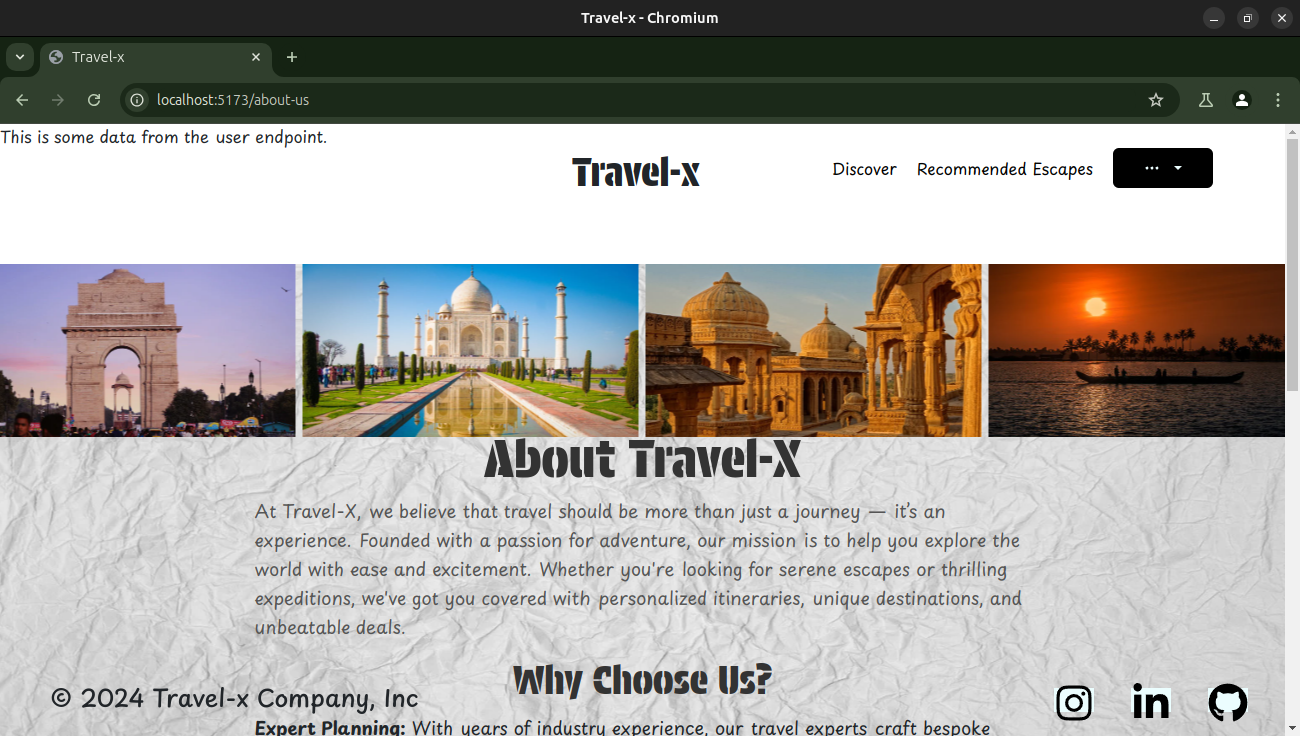 Travel-x - Chromium
Travel-x
localhost:5173/about-us
This is some data from the user endpoint.
Travel-x
Discover
Recommended Escapes
About Travel-X
At Travel-X, we believe that travel should be more than just a journey — it's an
experience. Founded with a passion for adventure, our mission is to help you explore the
world with ease and excitement. Whether you're looking for serene escapes or thrilling
expeditions, we've got you covered with personalized itineraries, unique destinations, and
unbeatable deals.
Why Choose Us?
© 2024 Travel-x Company, Inc
Expert Planning: With years of industry experience, our travel experts craft bespoke